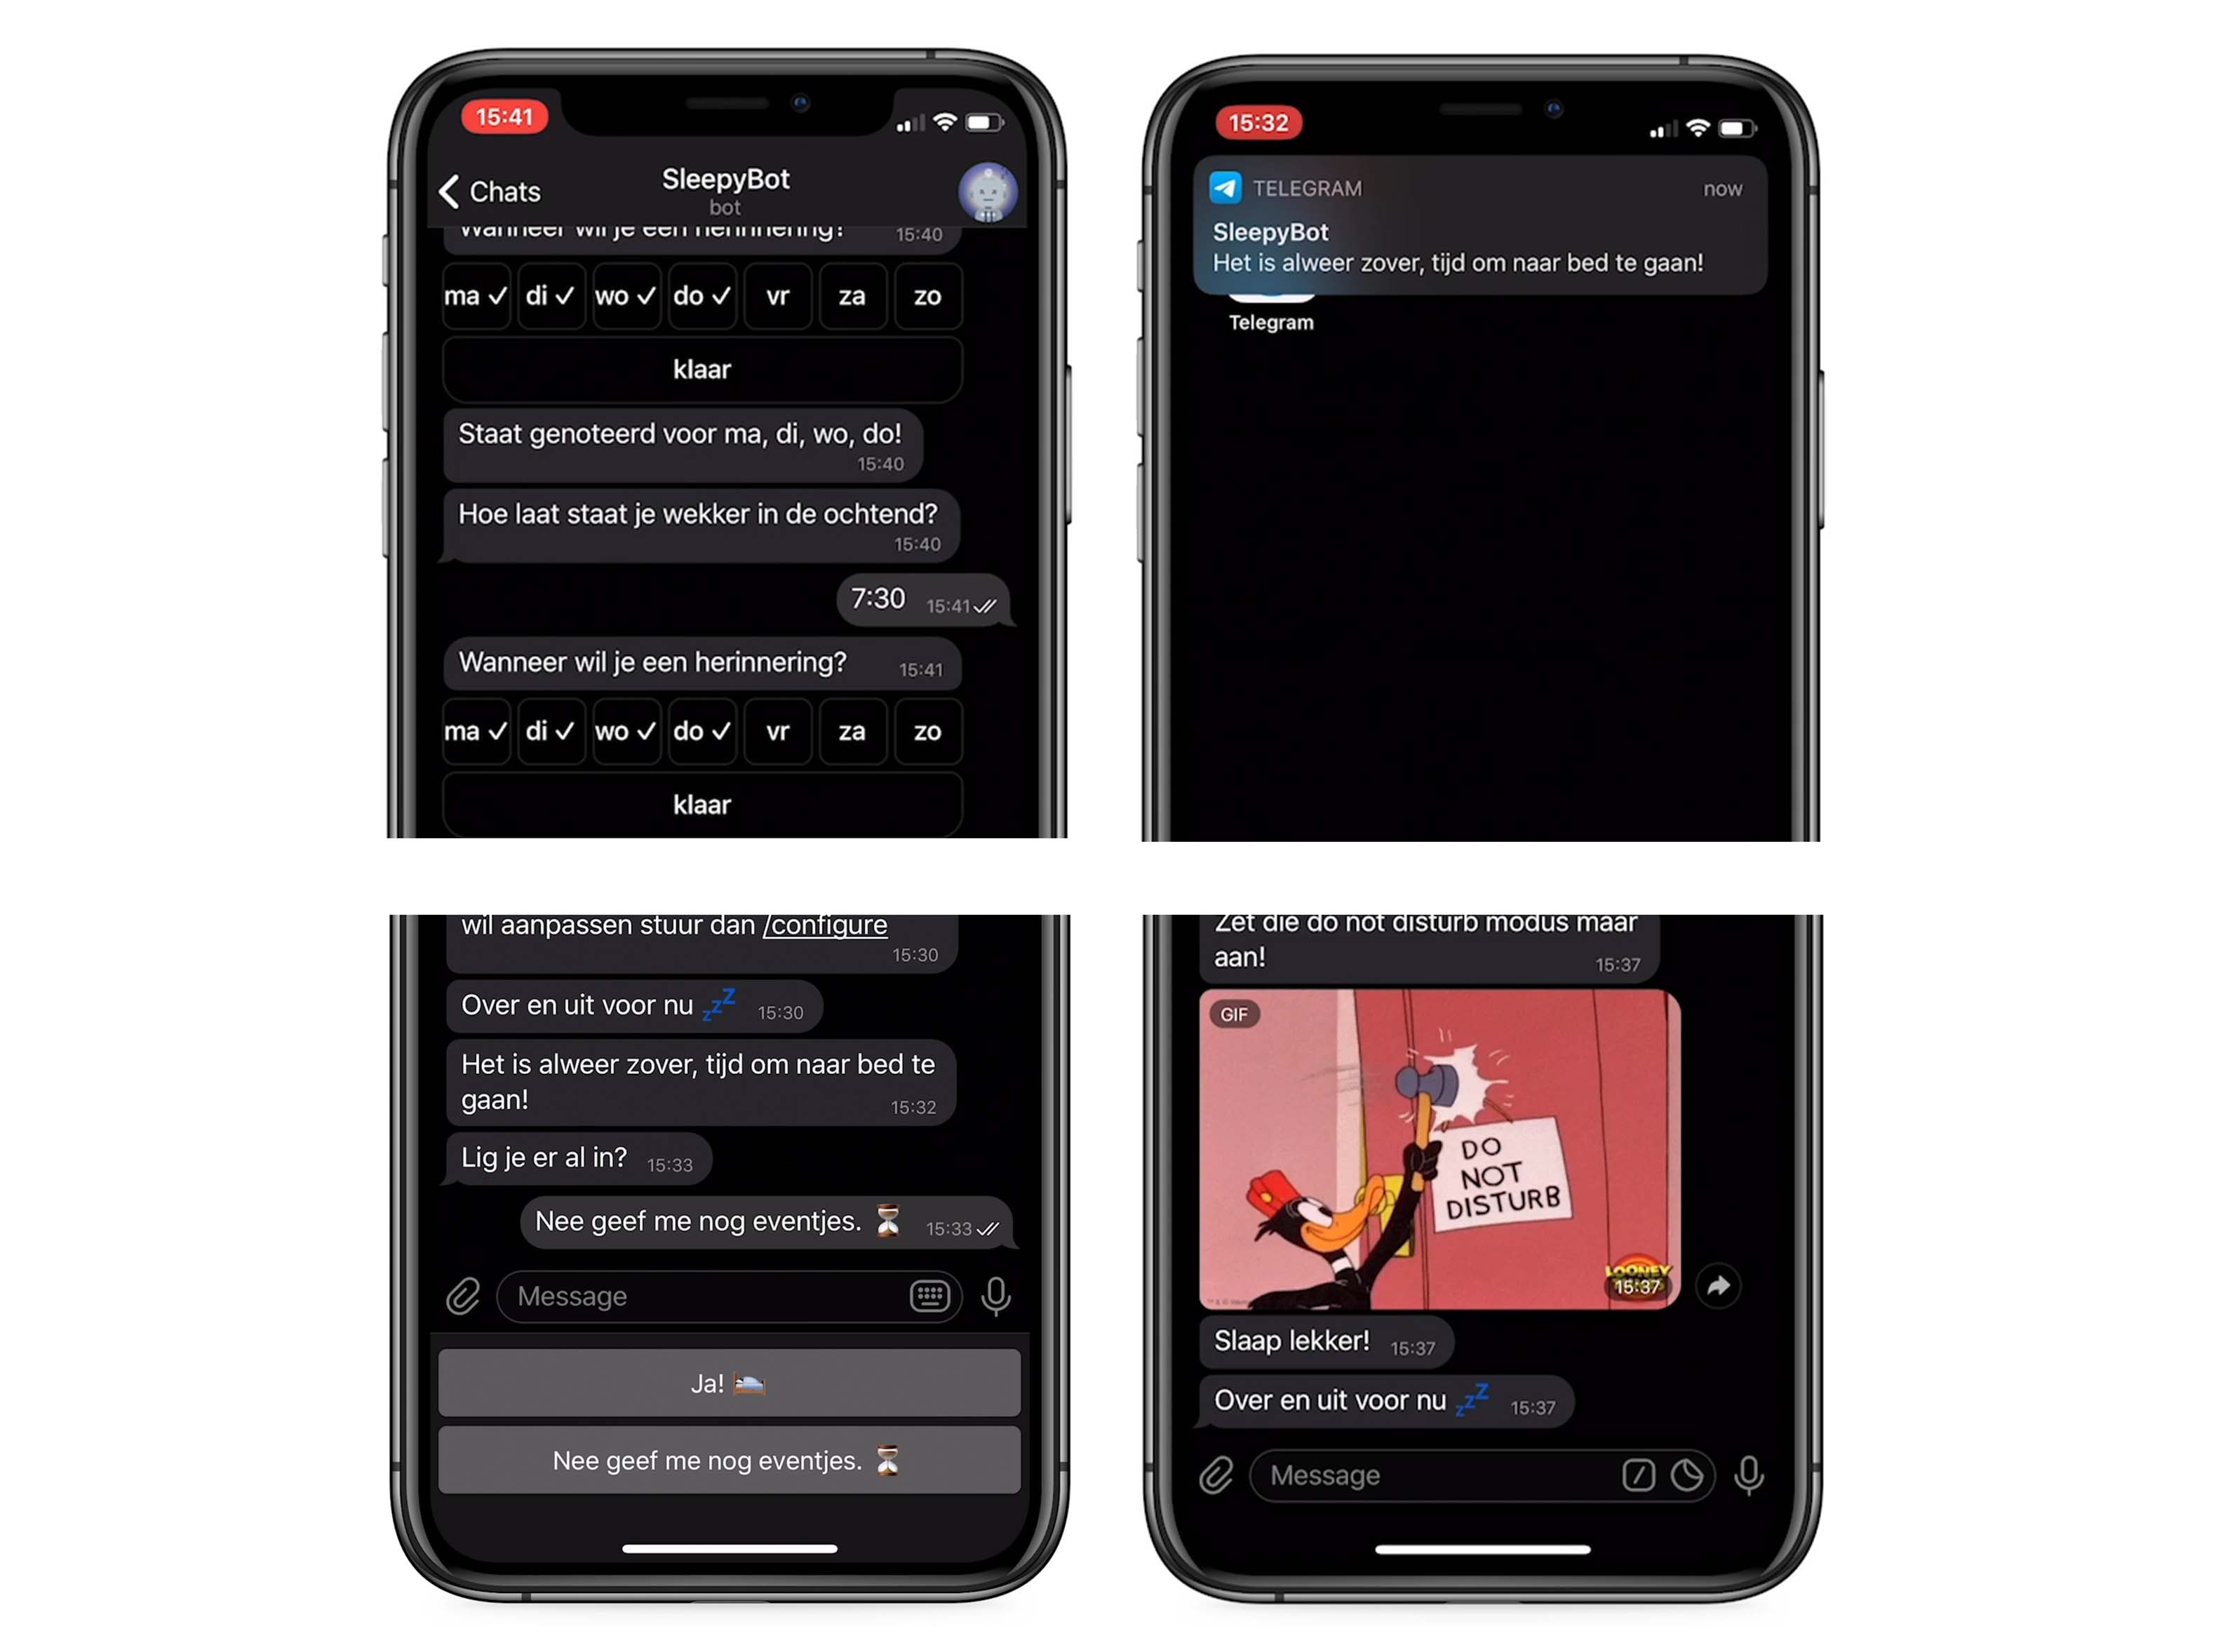 15:41
Chats
SleepyBot
bot
Wanneer wil je een herinnering?
15:40
ma ✓ di ✓ wo ✓ do ✓ vr za zo
klaar
Staat genoteerd voor ma, di, wo, do!
15:40
Hoe laat staat je wekker in de ochtend?
15:40
7:30 15:41
Wanneer wil je een herinnering? 15:41
ma ✓ di ✓ wo ✓ do ✓ vr za zo
klaar
15:32
TELEGRAM now
SleepyBot
Het is alweer zover, tijd om naar bed te gaan!
Telegram
wil aanpassen stuur dan /configure
15:30
Over en uit voor nu 💤 15:30
Het is alweer zover, tijd om naar bed te
gaan! 15:32
Lig je er al in? 15:33
Nee geef me nog eventjes. ⏳ 15:33
Message
Ja! 🛌
Nee geef me nog eventjes. ⏳
Zet die do not disturb modus maar
aan! 15:37
GIF
DO
NOT
DISTURB
LOONEY
15:37
Slaap lekker! 15:37
Over en uit voor nu 💤 15:37
Message